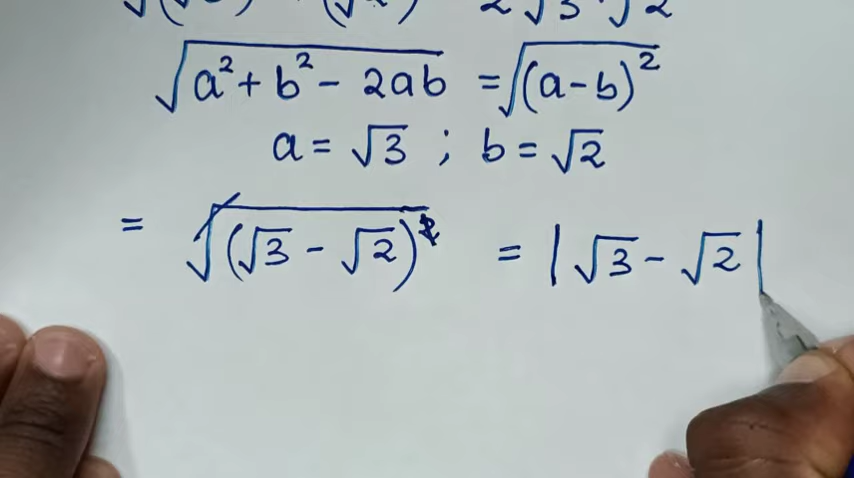 √(a² + b² - 2ab) = √((a-b)²)
a = √3 ; b = √2
= √((√3 - √2)²) = |√3 - √2|